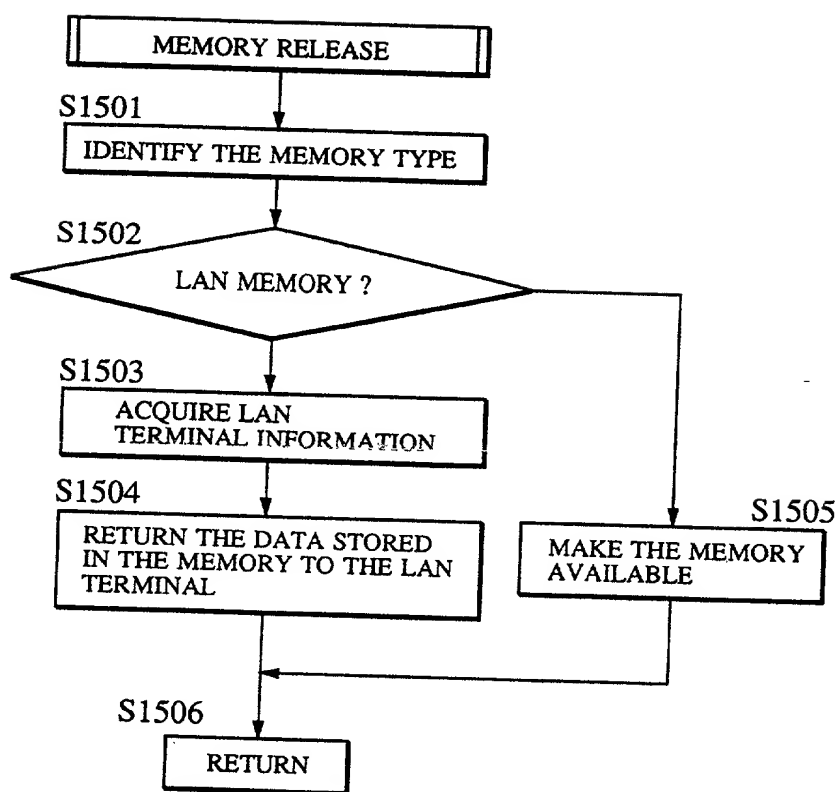 MEMORY RELEASE
S1501
IDENTIFY THE MEMORY TYPE
S1502
LAN MEMORY ?
S1503
ACQUIRE LAN
TERMINAL INFORMATION
S1504
RETURN THE DATA STORED
IN THE MEMORY TO THE LAN
TERMINAL
S1505
MAKE THE MEMORY
AVAILABLE
S1506
RETURN